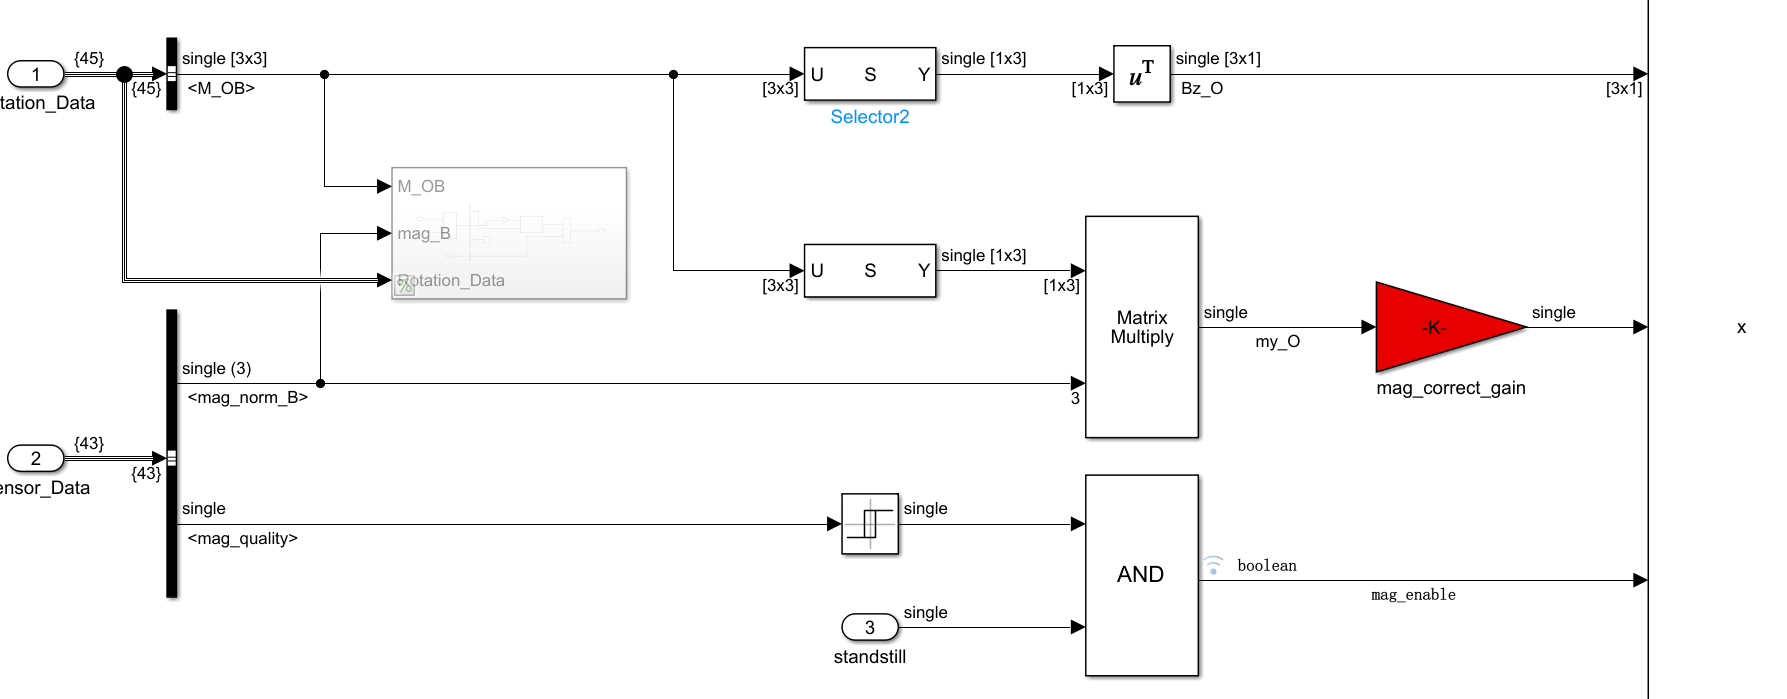 {45}
1
tation_Data
{45}
single [3x3]
<M_OB>
[3x3]
U S Y
Selector2
single [1x3]
[1x3]
uT
single [3x1]
Bz_O
[3x1]
M_OB
mag_B
Rotation_Data
%
[3x3]
U S Y
single [1x3]
[1x3]
Matrix
Multiply
single
my_O
-K-
mag_correct_gain
single
x
single (3)
<mag_norm_B>
3
{43}
2
ensor_Data
{43}
single
<mag_quality>
single
3
standstill
single
AND
boolean
mag_enable